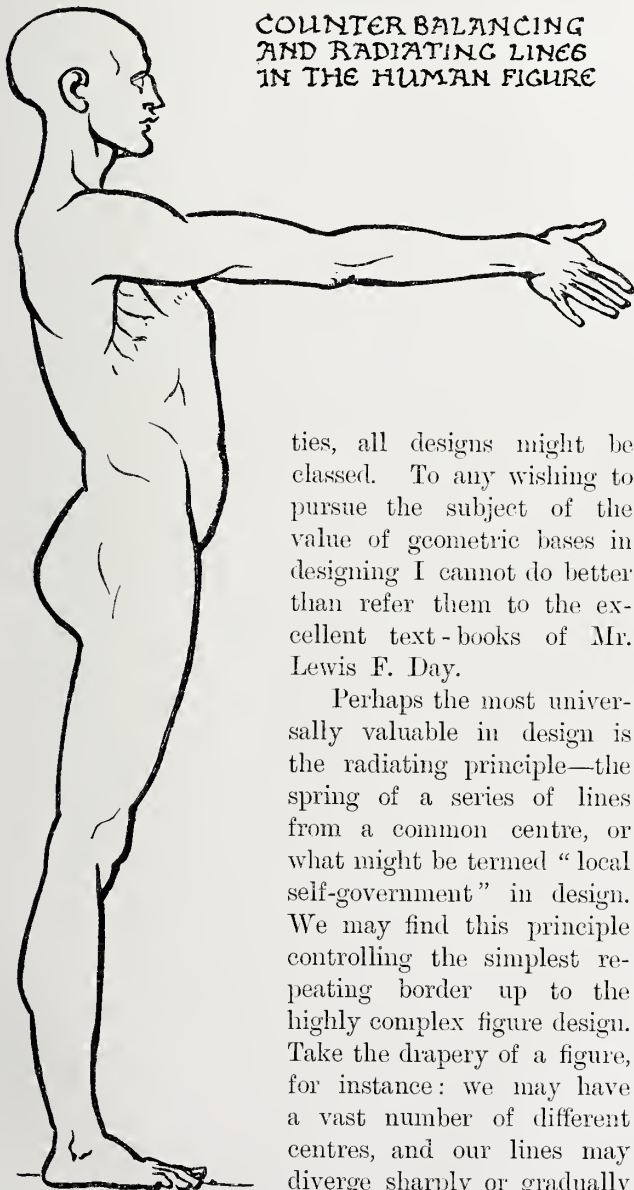 COUNTER BALANCING
AND RADIATING LINES
IN THE HUMAN FIGURE
ties, all designs might be
classed. To any wishing to
pursue the subject of the
value of geometric bases in
designing I cannot do better
than refer them to the ex-
cellent text-books of Mr.
Lewis F. Day.
Perhaps the most univer-
sally valuable in design is
the radiating principle—the
spring of a series of lines
from a common centre, or
what might be termed “local
self-government” in design.
We may find this principle
controlling the simplest re-
peating border up to the
highly complex figure design.
Take the drapery of a figure,
for instance: we may have
a vast number of different
centres, and our lines may
diverge sharply or gradually